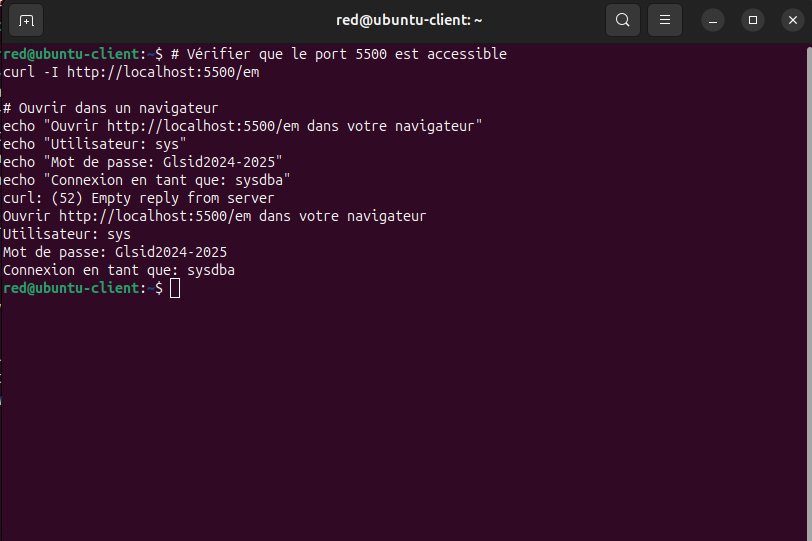 red@ubuntu-client: ~
red@ubuntu-client:~$ # Vérifier que le port 5500 est accessible
curl -I http://localhost:5500/em
# Ouvrir dans un navigateur
echo "Ouvrir http://localhost:5500/em dans votre navigateur"
echo "Utilisateur: sys"
echo "Mot de passe: Glsid2024-2025"
echo "Connexion en tant que: sysdba"
curl: (52) Empty reply from server
Ouvrir http://localhost:5500/em dans votre navigateur
Utilisateur: sys
Mot de passe: Glsid2024-2025
Connexion en tant que: sysdba
red@ubuntu-client:~$